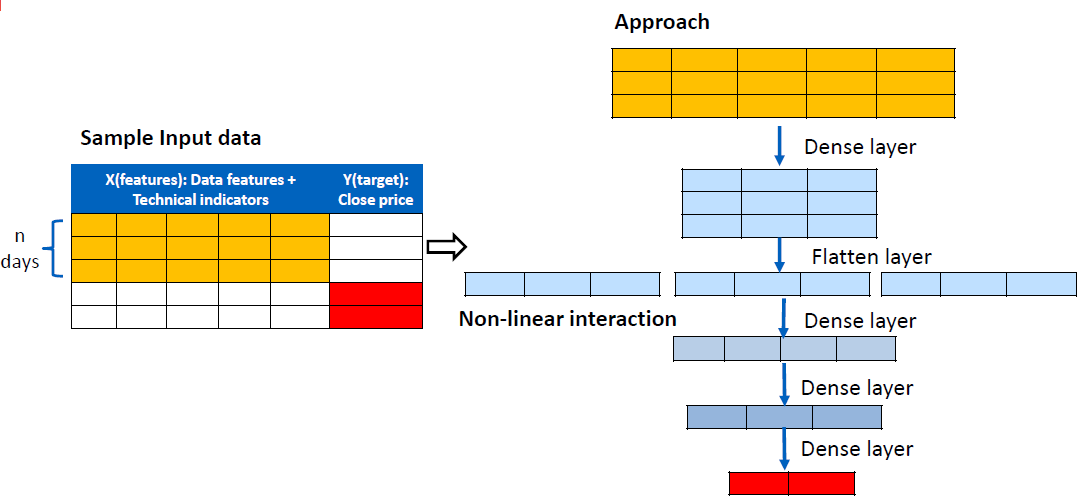 Approach
Dense layer
Sample Input data
X(features): Data features +
Technical indicators
Y(target):
Close price
n
days
Flatten layer
Non-linear interaction
Dense layer
Dense layer
Dense layer